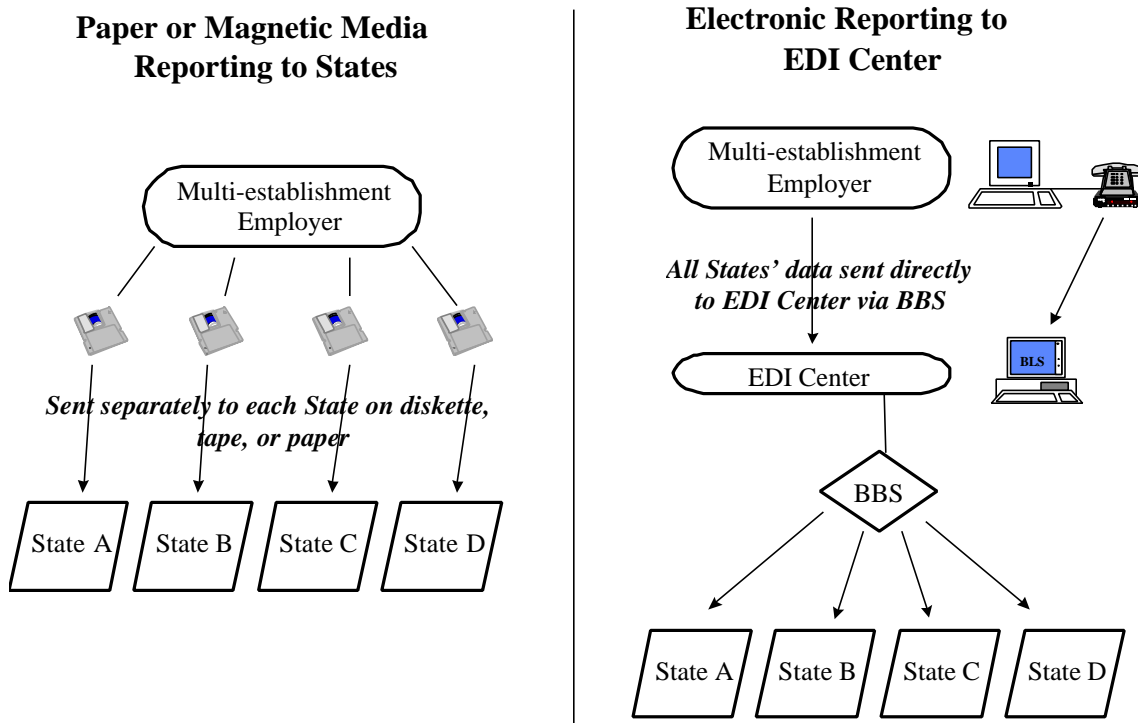 Paper or Magnetic Media
Reporting to States
Multi-establishment
Employer
Sent separately to each State on diskette,
tape, or paper
State A
State B
State C
State D
Electronic Reporting to
EDI Center
Multi-establishment
Employer
All States’ data sent directly
to EDI Center via BBS
BLS
EDI Center
BBS
State A
State B
State C
State D